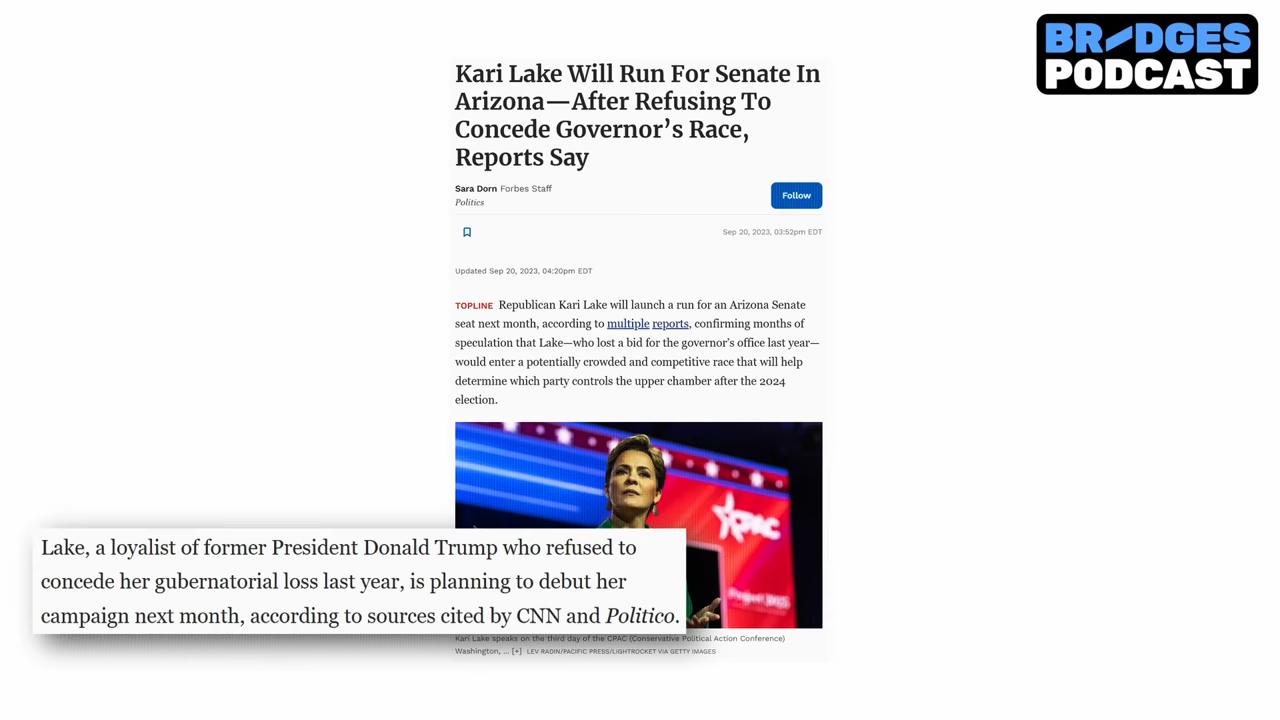 BRIDGES
PODCAST
Kari Lake Will Run For Senate In
Arizona—After Refusing To
Concede Governor's Race,
Reports Say
Sara Dorn Forbes Staff
Politics
Follow
Sep 20, 2023, 03:52pm EDT
Updated Sep 20, 2023, 04:20pm EDT
TOPLINE Republican Kari Lake will launch a run for an Arizona Senate
seat next month, according to multiple reports, confirming months of
speculation that Lake—who lost a bid for the governor's office last year—
would enter a potentially crowded and competitive race that will help
determine which party controls the upper chamber after the 2024
election.
CPAC
Lake, a loyalist of former President Donald Trump who refused to
concede her gubernatorial loss last year, is planning to debut her
campaign next month, according to sources cited by CNN and Politico.
Kari Lake speaks on the third day of the CPAC (Conservative Political Action Conference)
Washington, ... [+] LEV RADIN/PACIFIC PRESS/LIGHTROCKET VIA GETTY IMAGES